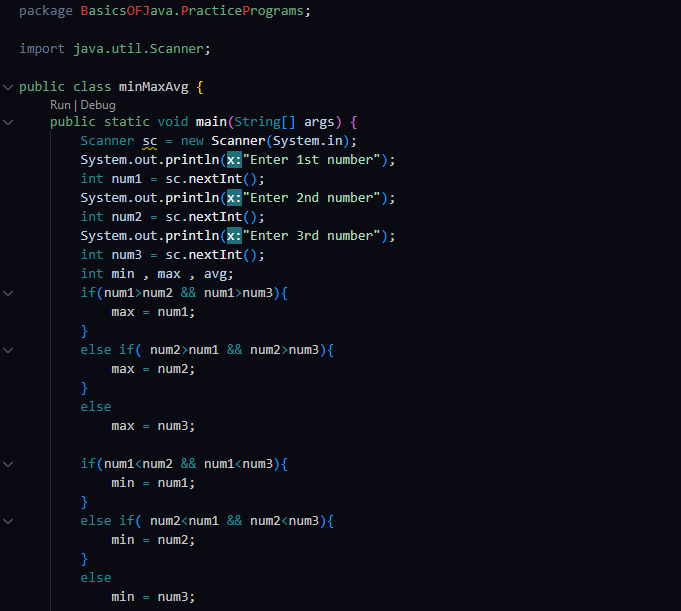 package BasicsOFJava.PracticePrograms;
import java.util.Scanner;
public class minMaxAvg {
Run | Debug
public static void main(String[] args) {
Scanner sc = new Scanner(System.in);
System.out.println(x:"Enter 1st number");
int num1 = sc.nextInt();
System.out.println(x:"Enter 2nd number");
int num2 = sc.nextInt();
System.out.println(x:"Enter 3rd number");
int num3 = sc.nextInt();
int min , max , avg;
if(num1>num2 && num1>num3){
max = num1;
}
else if( num2>num1 && num2>num3){
max = num2;
}
else
max = num3;
if(num1<num2 && num1<num3){
min = num1;
}
else if( num2<num1 && num2<num3){
min = num2;
}
else
min = num3;